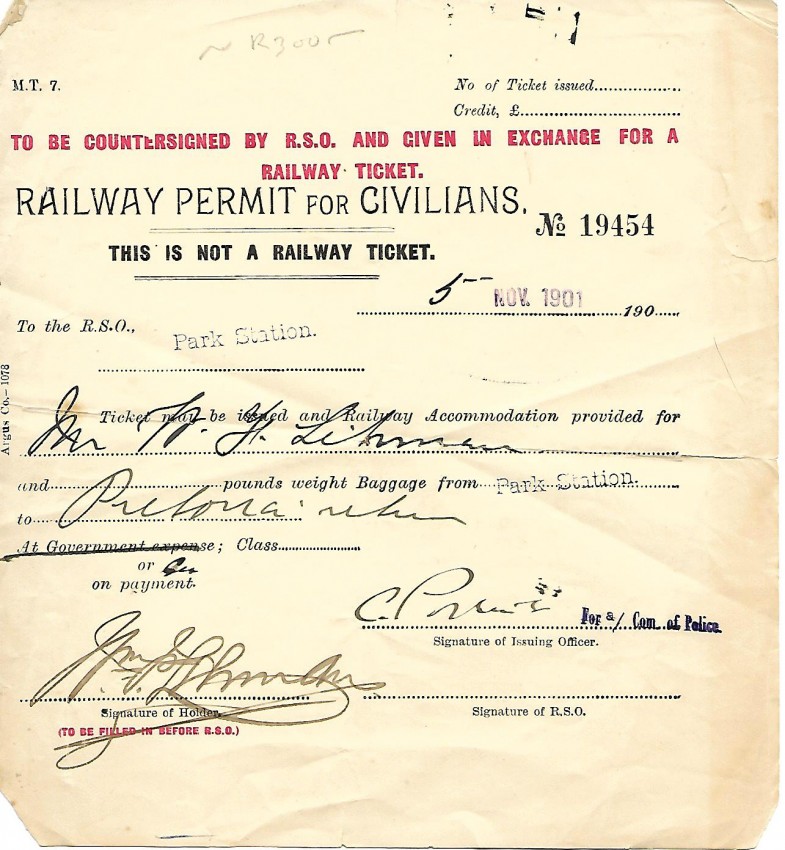 R300
M.T. 7.
No of Ticket issued
Credit, £
TO BE COUNTERSIGNED BY R.S.O. AND GIVEN IN EXCHANGE FOR A
RAILWAY TICKET.
RAILWAY PERMIT FOR CIVILIANS.
№ 19454
THIS IS NOT A RAILWAY TICKET.
5 NOV. 1901 190
To the R.S.O.,
Park Station.
Argus Co.—1078
Ticket may be issued and Railway Accommodation provided for
Mr W. H.
and pounds weight Baggage from Park Station.
to Pretoria return
At Government expense; Class
or
on payment.
C. For a/ Com. of Police.
Signature of Issuing Officer.
Signature of Holder.
Signature of R.S.O.
(TO BE FILLED IN BEFORE R.S.O.)